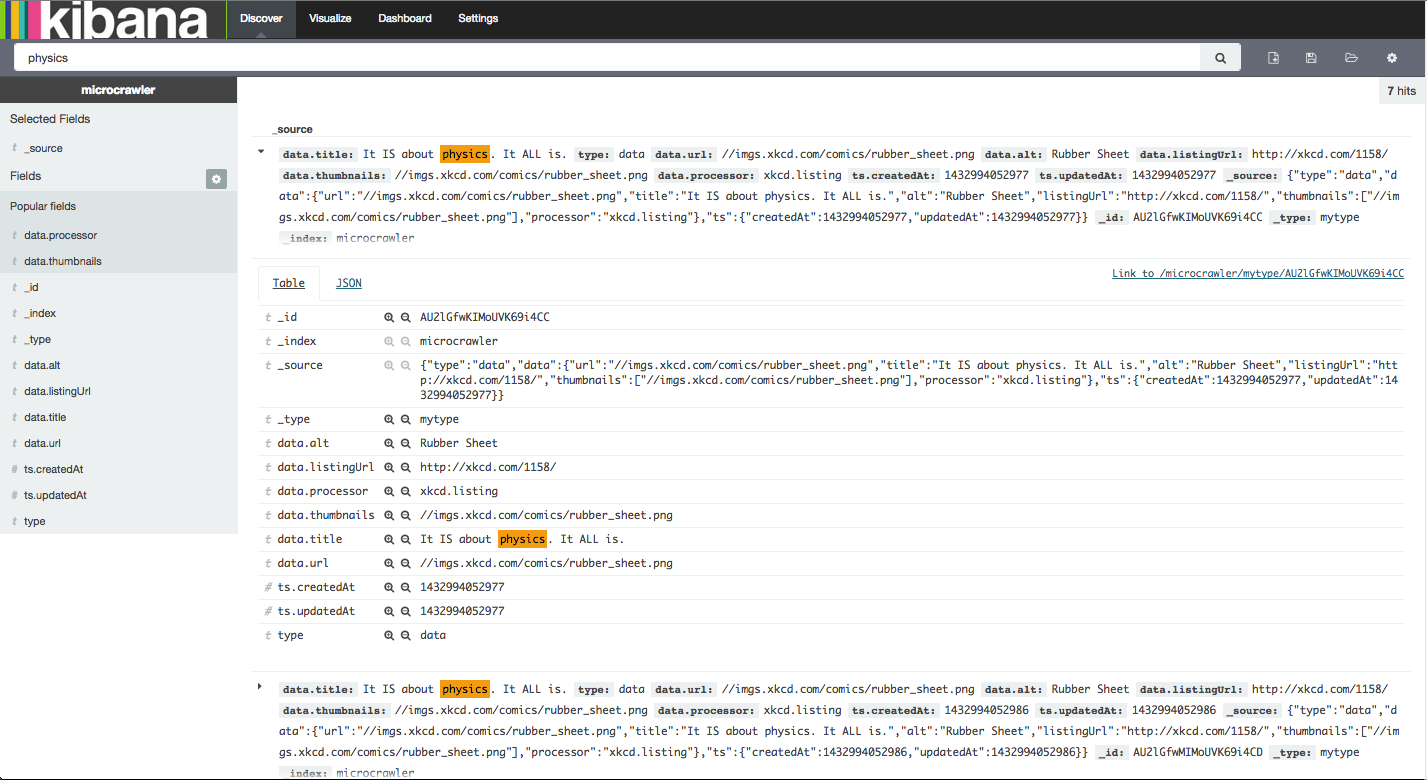 kibana
Discover Visualize Dashboard Settings
physics
microcrawler
7 hits
Selected Fields
t _source
Fields
Popular fields
t data.processor
t data.thumbnails
t _id
t _index
t _type
t data.alt
t data.listingUrl
t data.title
t data.url
# ts.createdAt
# ts.updatedAt
t type
_source
data.title: It IS about physics. It ALL is. type: data data.url: //imgs.xkcd.com/comics/rubber_sheet.png data.alt: Rubber Sheet data.listingUrl: http://xkcd.com/1158/
data.thumbnails: //imgs.xkcd.com/comics/rubber_sheet.png data.processor: xkcd.listing ts.createdAt: 1432994052977 ts.updatedAt: 1432994052977 _source: {"type":"data","d
ata":{"url":"//imgs.xkcd.com/comics/rubber_sheet.png","title":"It IS about physics. It ALL is.","alt":"Rubber Sheet","listingUrl":"http://xkcd.com/1158/","thumbnails":["//im
gs.xkcd.com/comics/rubber_sheet.png"],"processor":"xkcd.listing"},"ts":{"createdAt":1432994052977,"updatedAt":1432994052977}} _id: AU2lGfwKIMoUVK69i4CC _type: mytype
_index: microcrawler
Table JSON
Link to /microcrawler/mytype/AU2lGfwKIMoUVK69i4CC
t _id AU2lGfwKIMoUVK69i4CC
t _index microcrawler
t _source {"type":"data","data":{"url":"//imgs.xkcd.com/comics/rubber_sheet.png","title":"It IS about physics. It ALL is.","alt":"Rubber Sheet","listingUrl":"htt
p://xkcd.com/1158/","thumbnails":["//imgs.xkcd.com/comics/rubber_sheet.png"],"processor":"xkcd.listing"},"ts":{"createdAt":1432994052977,"updatedAt":14
32994052977}}
t _type mytype
t data.alt Rubber Sheet
t data.listingUrl http://xkcd.com/1158/
t data.processor xkcd.listing
t data.thumbnails //imgs.xkcd.com/comics/rubber_sheet.png
t data.title It IS about physics. It ALL is.
t data.url //imgs.xkcd.com/comics/rubber_sheet.png
# ts.createdAt 1432994052977
# ts.updatedAt 1432994052977
t type data
data.title: It IS about physics. It ALL is. type: data data.url: //imgs.xkcd.com/comics/rubber_sheet.png data.alt: Rubber Sheet data.listingUrl: http://xkcd.com/1158/
data.thumbnails: //imgs.xkcd.com/comics/rubber_sheet.png data.processor: xkcd.listing ts.createdAt: 1432994052986 ts.updatedAt: 1432994052986 _source: {"type":"data","d
ata":{"url":"//imgs.xkcd.com/comics/rubber_sheet.png","title":"It IS about physics. It ALL is.","alt":"Rubber Sheet","listingUrl":"http://xkcd.com/1158/","thumbnails":["//im
gs.xkcd.com/comics/rubber_sheet.png"],"processor":"xkcd.listing"},"ts":{"createdAt":1432994052986,"updatedAt":1432994052986}} _id: AU2lGfwMIMoUVK69i4CD _type: mytype
_index: microcrawler